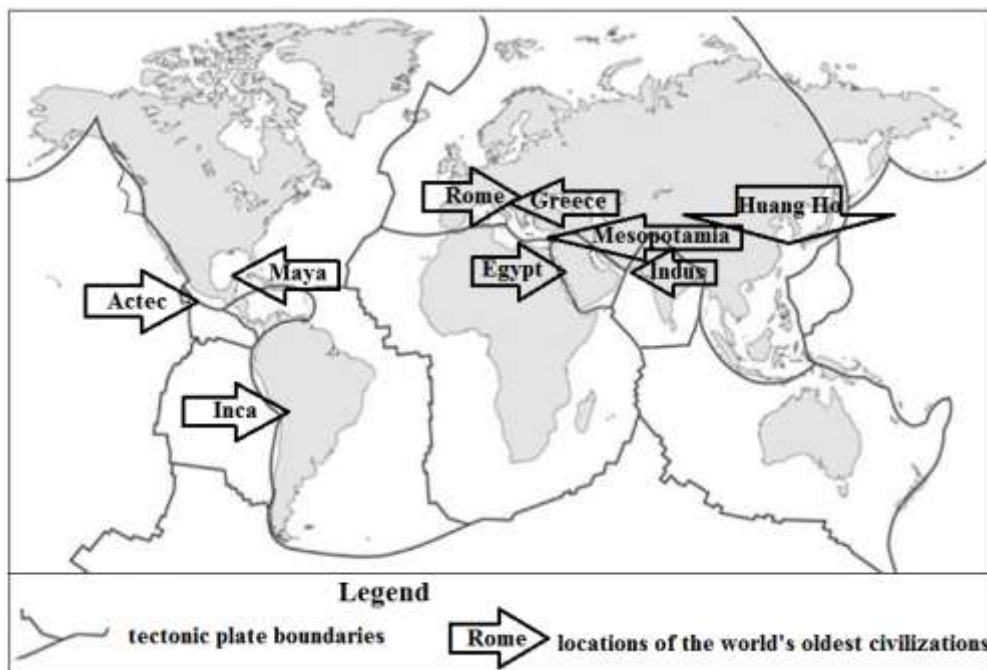 Rome
Greece
Huang Ho
Mesopotamia
Egypt
Indus
Maya
Actec
Inca
Legend
tectonic plate boundaries
Rome
locations of the world's oldest civilizations